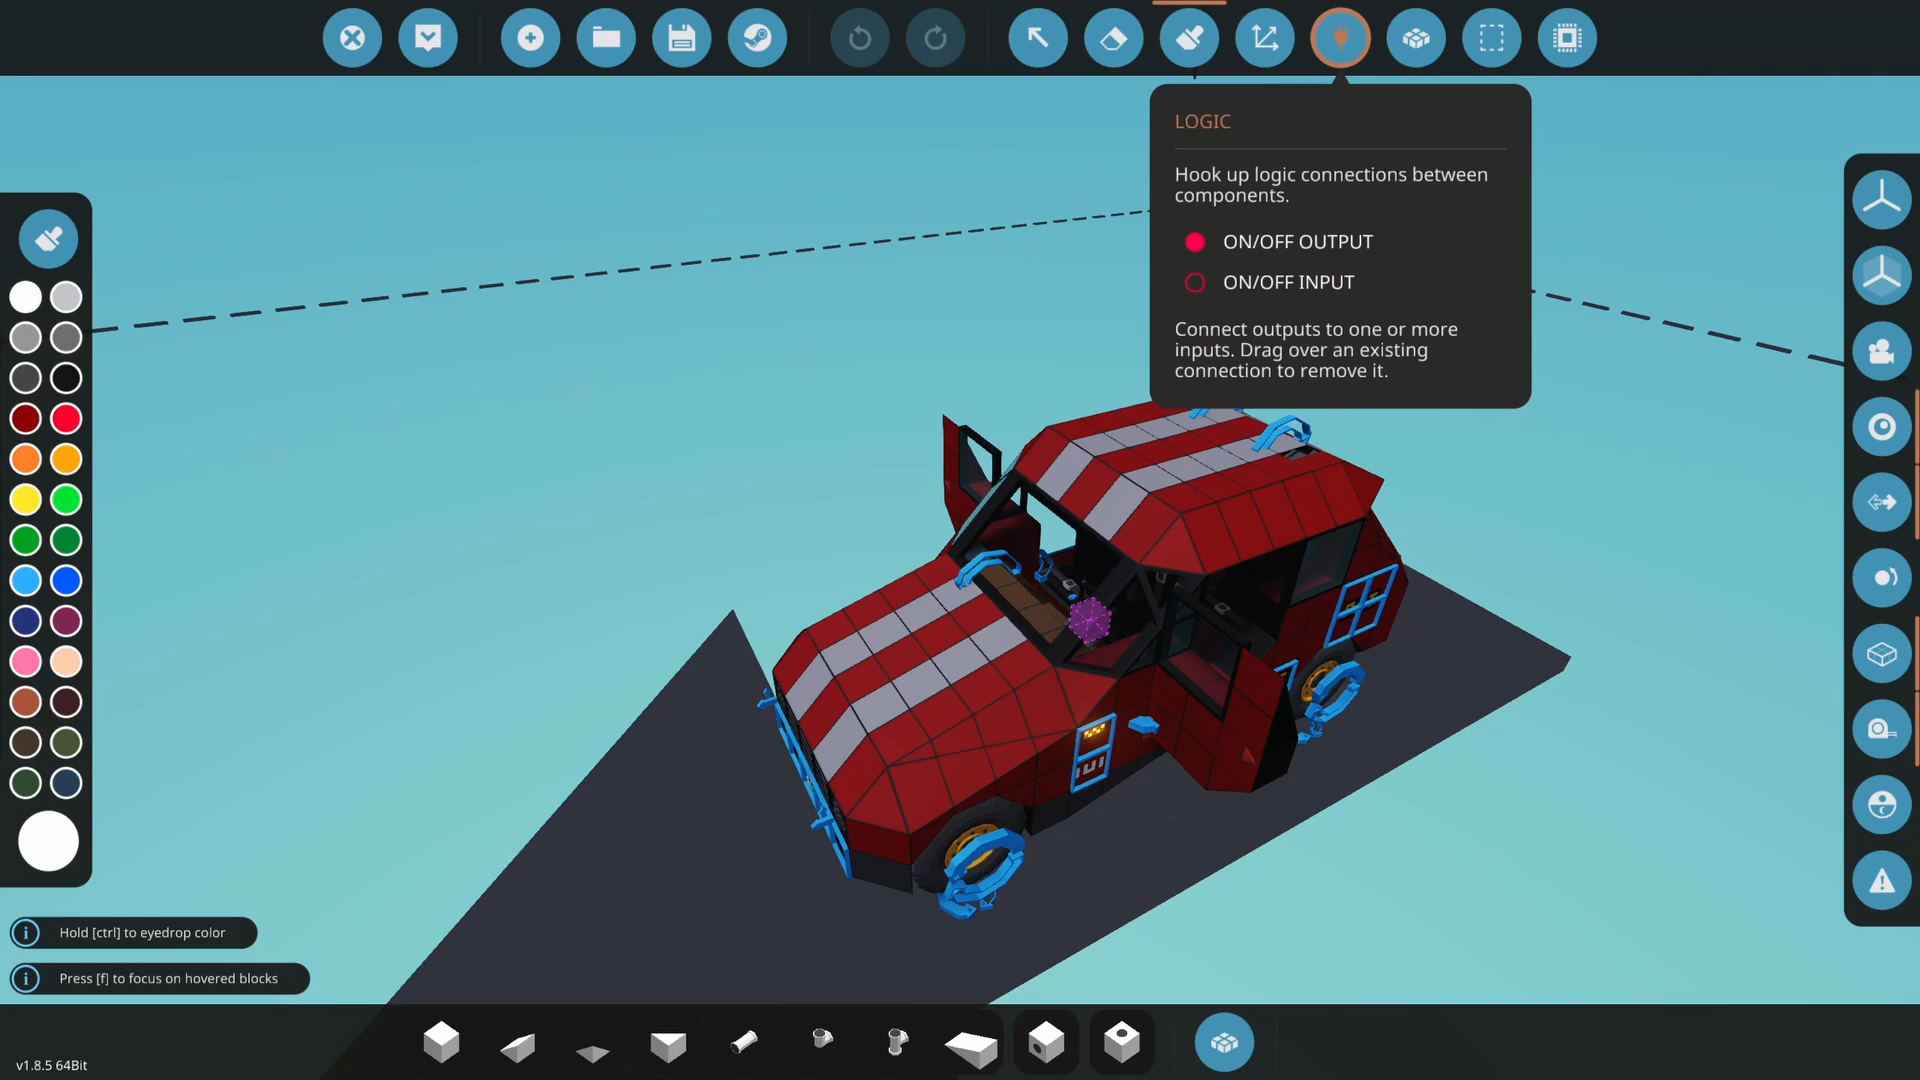 LOGIC
Hook up logic connections between
components.
ON/OFF OUTPUT
ON/OFF INPUT
Connect outputs to one or more
inputs. Drag over an existing
connection to remove it.
Hold [ctrl] to eyedrop color
Press [f] to focus on hovered blocks
v1.8.5 64Bit